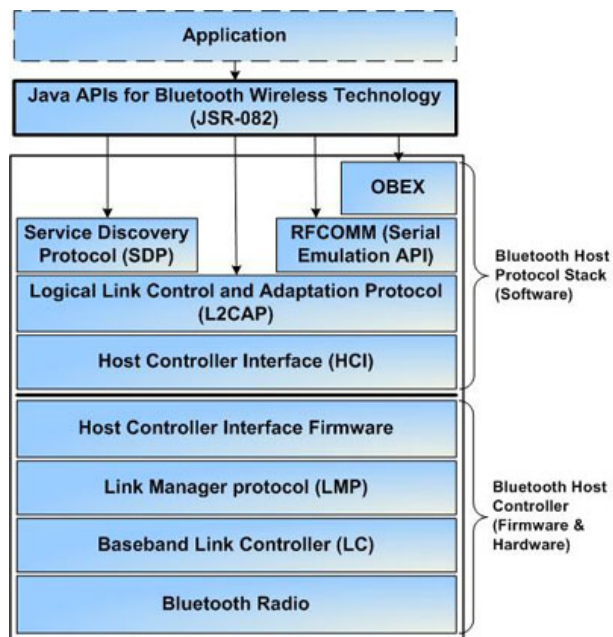 Application
Java APIs for Bluetooth Wireless Technology
(JSR-082)
OBEX
Service Discovery
Protocol (SDP)
RFCOMM (Serial
Emulation API)
Logical Link Control and Adaptation Protocol
(L2CAP)
Host Controller Interface (HCI)
Bluetooth Host
Protocol Stack
(Software)
Host Controller Interface Firmware
Link Manager protocol (LMP)
Baseband Link Controller (LC)
Bluetooth Radio
Bluetooth Host
Controller
(Firmware &
Hardware)